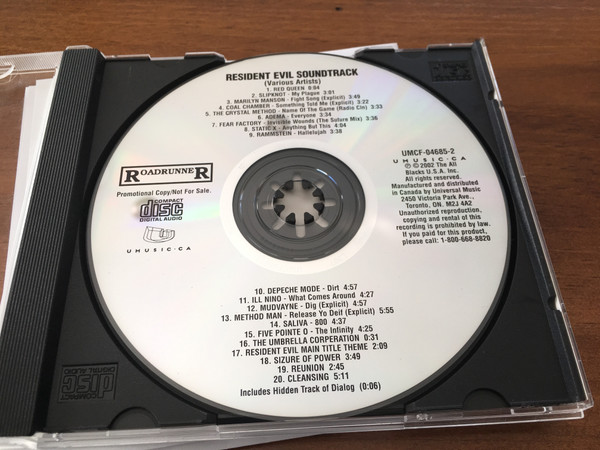 RESIDENT EVIL SOUNDTRACK
(Various Artists)
1. RED QUEEN 0:04
2. SLIPKNOT - My Plague 3:01
3. MARILYN MANSON - Fight Song (Explicit) 3:49
4. COAL CHAMBER - Something Told Me (Explicit) 3:22
5. THE CRYSTAL METHOD - Name Of The Game (Radio Cln) 3:33
6. ADEMA - Everyone 3:34
7. FEAR FACTORY - Invisible Wounds (The Suture Mix) 3:36
8. STATIC X - Anything But This 4:04
9. RAMMSTEIN - Hallelujah 3:38
ROADRUNNER
Promotional Copy/Not For Sale.
COMPACT
disc
DIGITAL AUDIO
UMUSIC.CA
UMCF-04685-2
UMUSIC.CA
℗ © 2002 The All
Blacks U.S.A. Inc.
All rights reserved.
Manufactured and distributed
in Canada by Universal Music
2450 Victoria Park Ave.,
Toronto, ON. M2J 4A2
Unauthorized reproduction,
copying and rental of this
recording is prohibited by law.
If you paid for this product,
please call: 1-800-668-8820
10. DEPECHE MODE - Dirt 4:57
11. ILL NINO - What Comes Around 4:27
12. MUDVAYNE - Dig (Explicit) 4:57
13. METHOD MAN - Release Yo Deil (Explicit) 5:55
14. SALIVA - 800 4:37
15. FIVE POINTE O - The Infinity 4:25
16. THE UMBRELLA CORPERATION 0:31
17. RESIDENT EVIL MAIN TITLE THEME 2:09
18. SIZURE OF POWER 3:49
19. REUNION 2:45
20. CLEANSING 5:11
Includes Hidden Track of Dialog (0:06)
COMPACT
disc
DIGITAL AUDIO